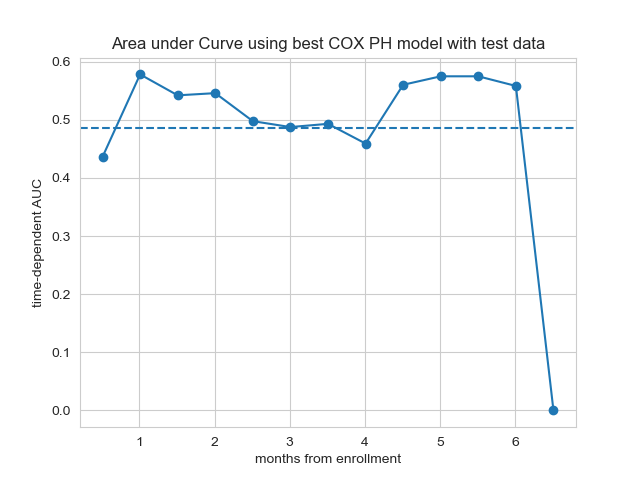 Area under Curve using best COX PH model with test data
0.6
0.5
0.4
0.3
0.2
0.1
0.0
time-dependent AUC
1 2 3 4 5 6
months from enrollment